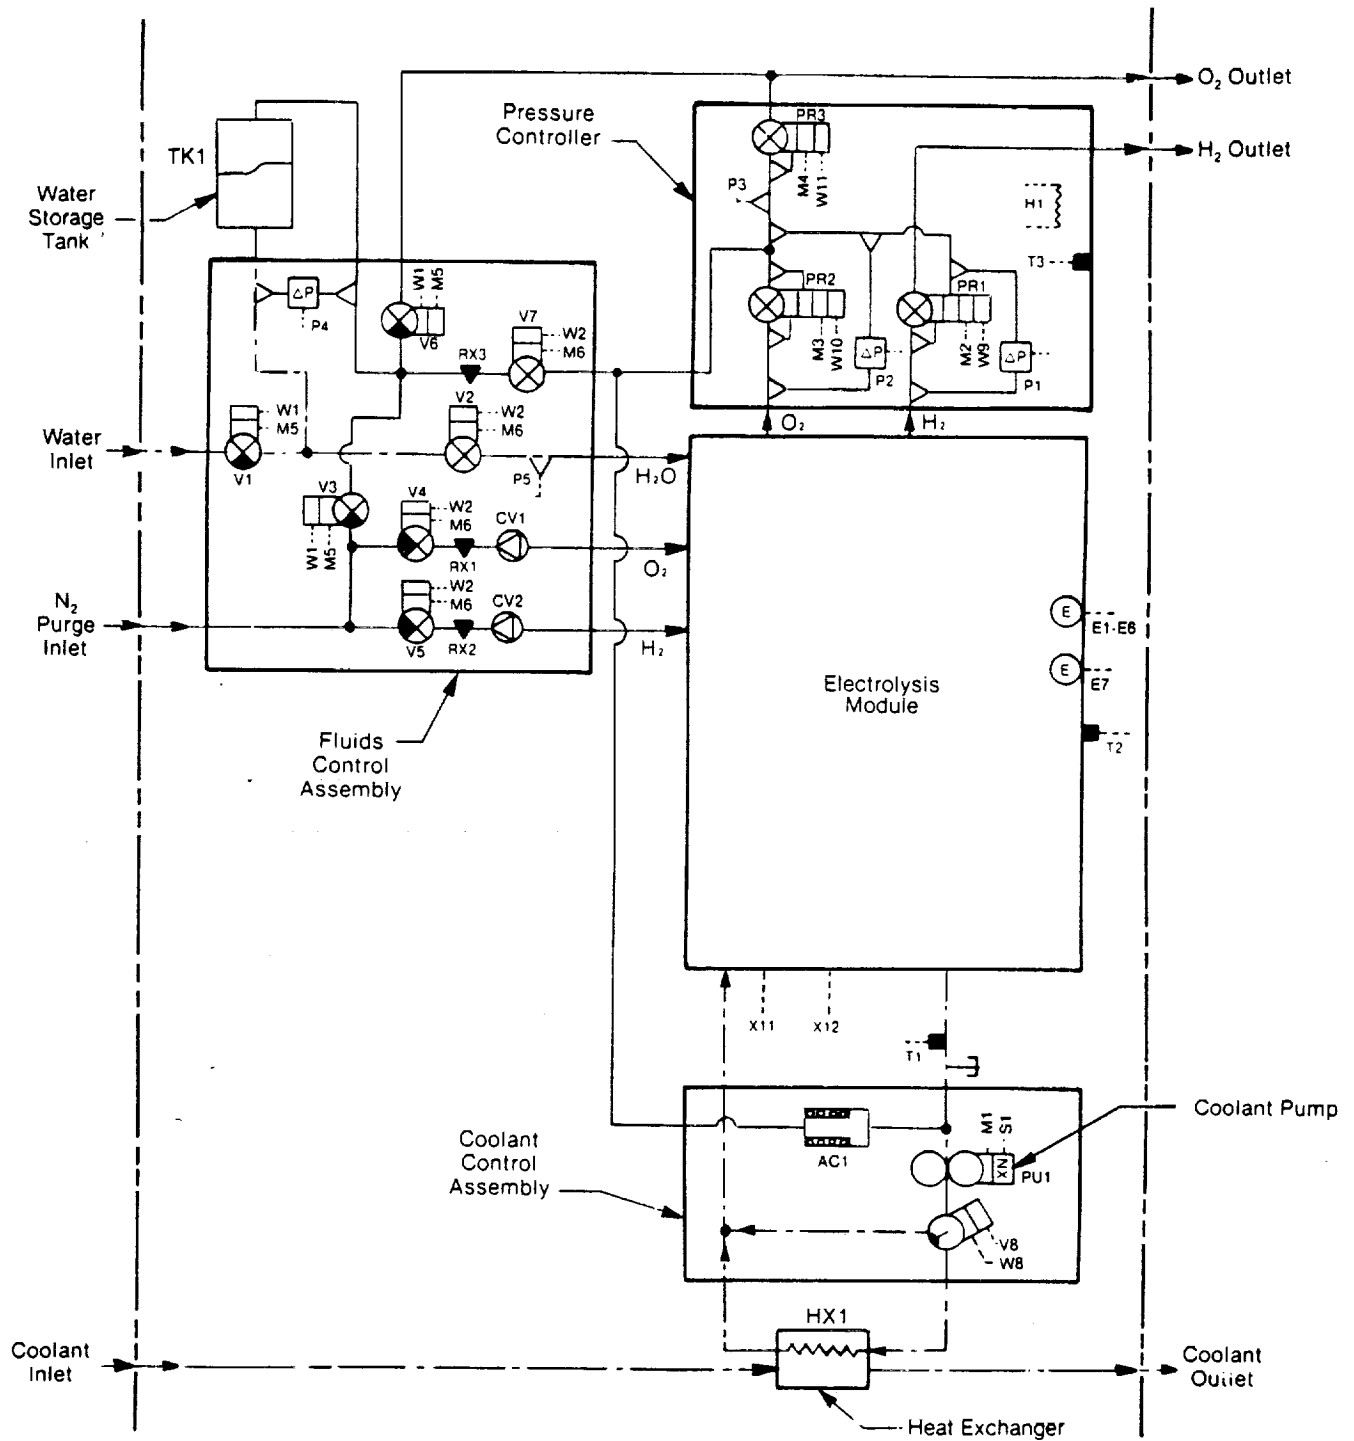 O2 Outlet
Pressure
Controller
PR3
H2 Outlet
TK1
M4
W11
P3
H1
Water
Storage
Tank
T3
W1
M5
ΔP
P4
V6
V7
W2
M6
RX3
PR2
PR1
M3
W10
M2
W9
ΔP
P2
ΔP
P1
V2
W2
M6
W1
M5
O2
H2
Water
Inlet
V1
P5
H2O
V3
V4
W2
M6
CV1
W1
M5
RX1
O2
W2
M6
CV2
N2
Purge
Inlet
V5
RX2
H2
E
E1-E6
E
E7
Electrolysis
Module
T2
Fluids
Control
Assembly
X11
X12
T1
Coolant Pump
M1
S1
Coolant
Control
Assembly
AC1
XN
PU1
V8
W8
HX1
Coolant
Inlet
Coolant
Outlet
Heat Exchanger